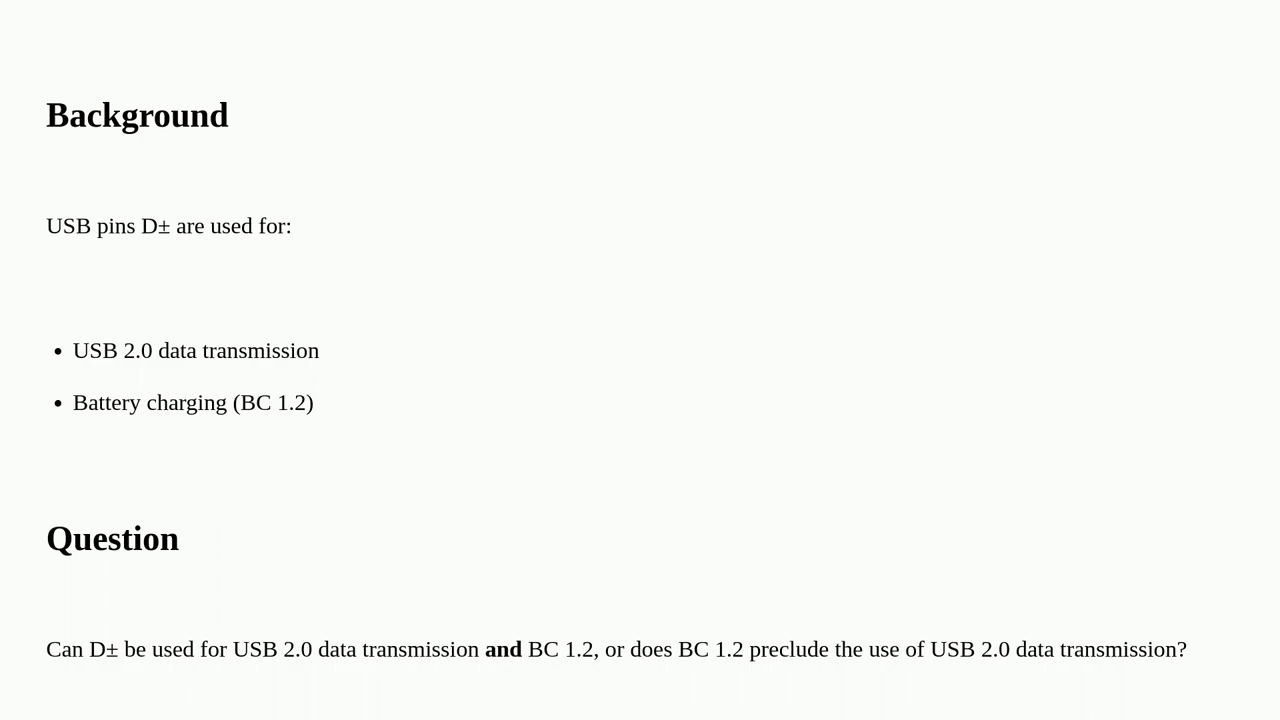 Background
USB pins D± are used for:
• USB 2.0 data transmission
• Battery charging (BC 1.2)
Question
Can D± be used for USB 2.0 data transmission and BC 1.2, or does BC 1.2 preclude the use of USB 2.0 data transmission?